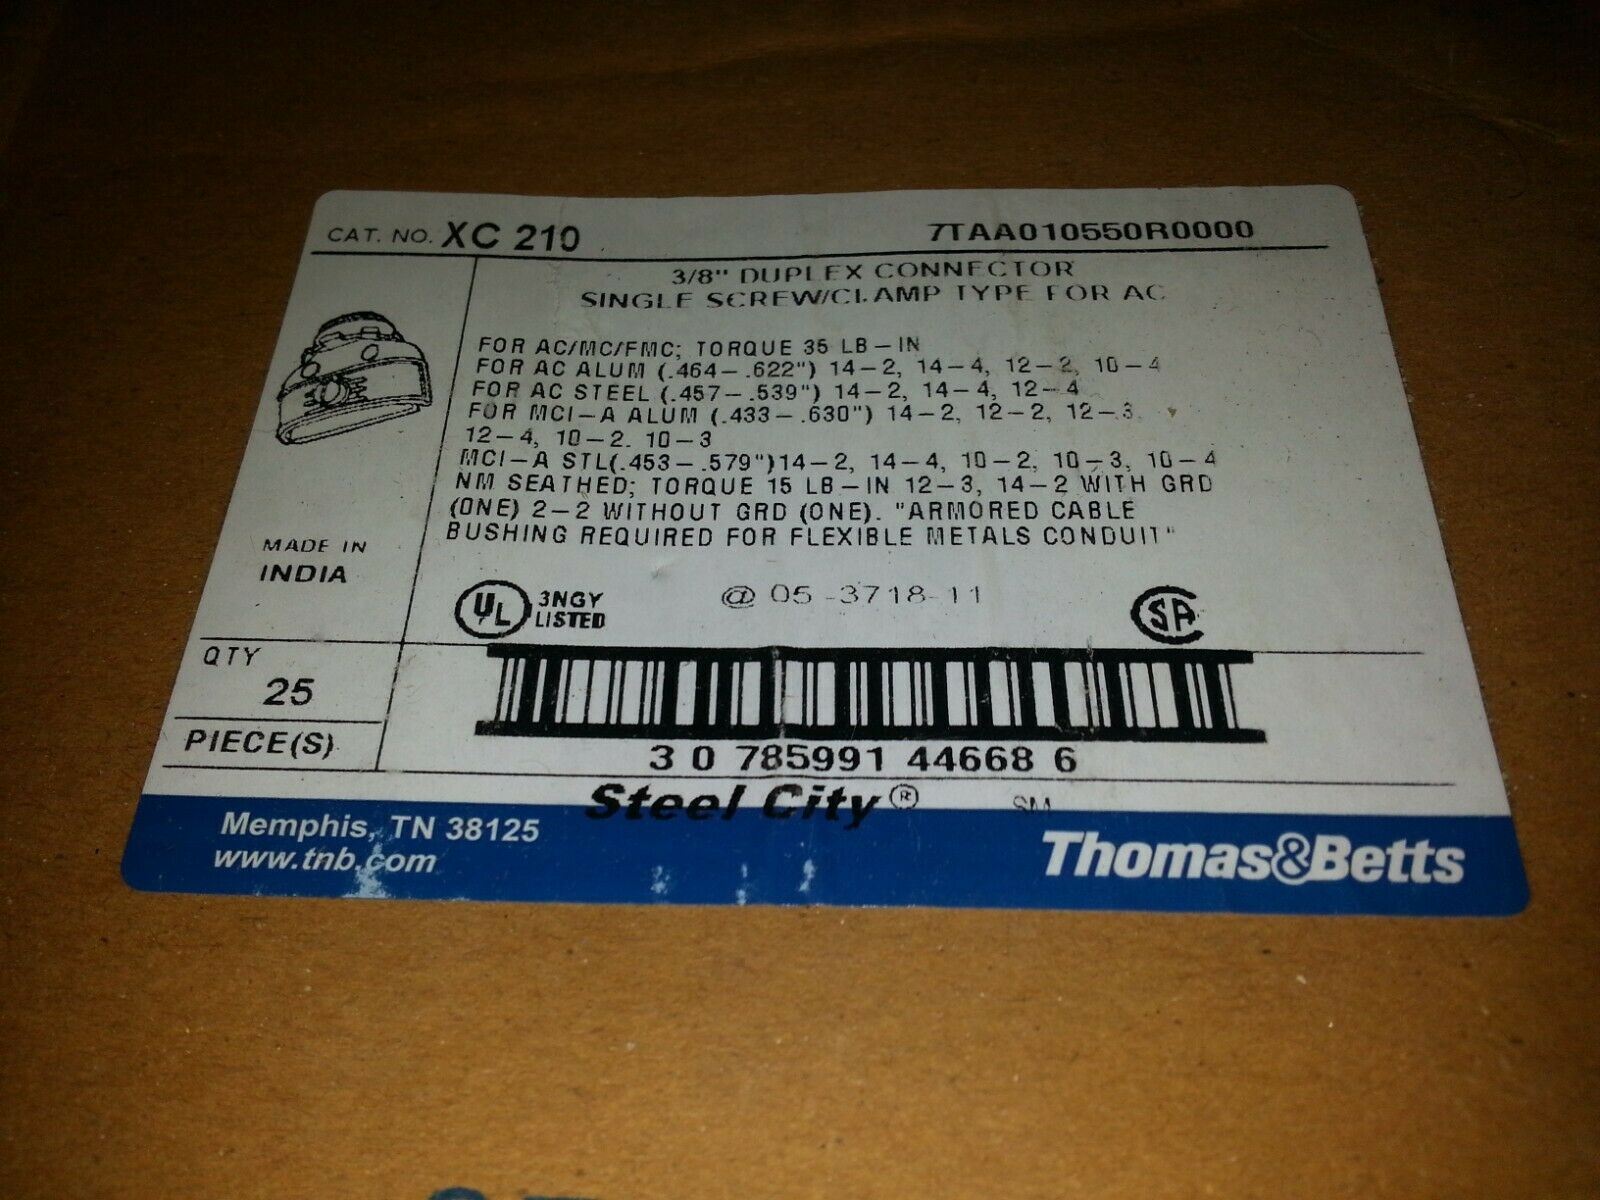 CAT. NO. XC 210 7TAA010550R0000
3/8" DUPLEX CONNECTOR
SINGLE SCREW/CLAMP TYPE FOR AC
FOR AC/MC/FMC; TORQUE 35 LB-IN
FOR AC ALUM (.464-.622") 14-2, 14-4, 12-2, 10-4
FOR AC STEEL (.457-.539") 14-2, 14-4, 12-4
FOR MCI-A ALUM (.433-.630") 14-2, 12-2, 12-3
12-4, 10-2. 10-3
MCI-A STL(.453-.579")14-2, 14-4, 10-2, 10-3, 10-4
NM SEATHED; TORQUE 15 LB-IN 12-3, 14-2 WITH GRD
(ONE) 2-2 WITHOUT GRD (ONE). "ARMORED CABLE
BUSHING REQUIRED FOR FLEXIBLE METALS CONDUIT"
MADE IN
INDIA
UL 3NGY
LISTED
@ 05-3718-11
SA
QTY
25
PIECE(S)
3 0 785991 44668 6
Steel City® SM
Memphis, TN 38125
www.tnb.com
Thomas&Betts